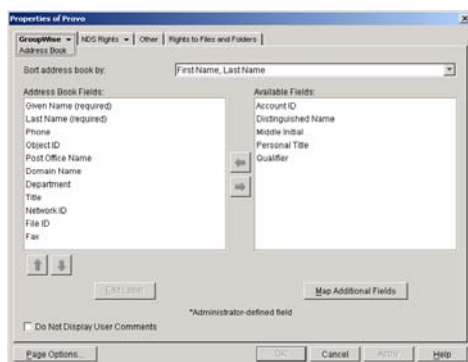 Properties of Provo
GroupWise NDS Rights Other Rights to Files and Folders
Address Book
Sort address book by: First Name, Last Name
Address Book Fields: Available Fields:
Given Name (required) Account ID
Last Name (required) Distinguished Name
Phone Middle Initial
Object ID Personal Title
Post Office Name Qualifier
Domain Name
Department
Title
Network ID
File ID
Fax
Edit Label Map Additional Fields
*Administrator-defined field
Do Not Display User Comments
Page Options... OK Cancel Apply Help